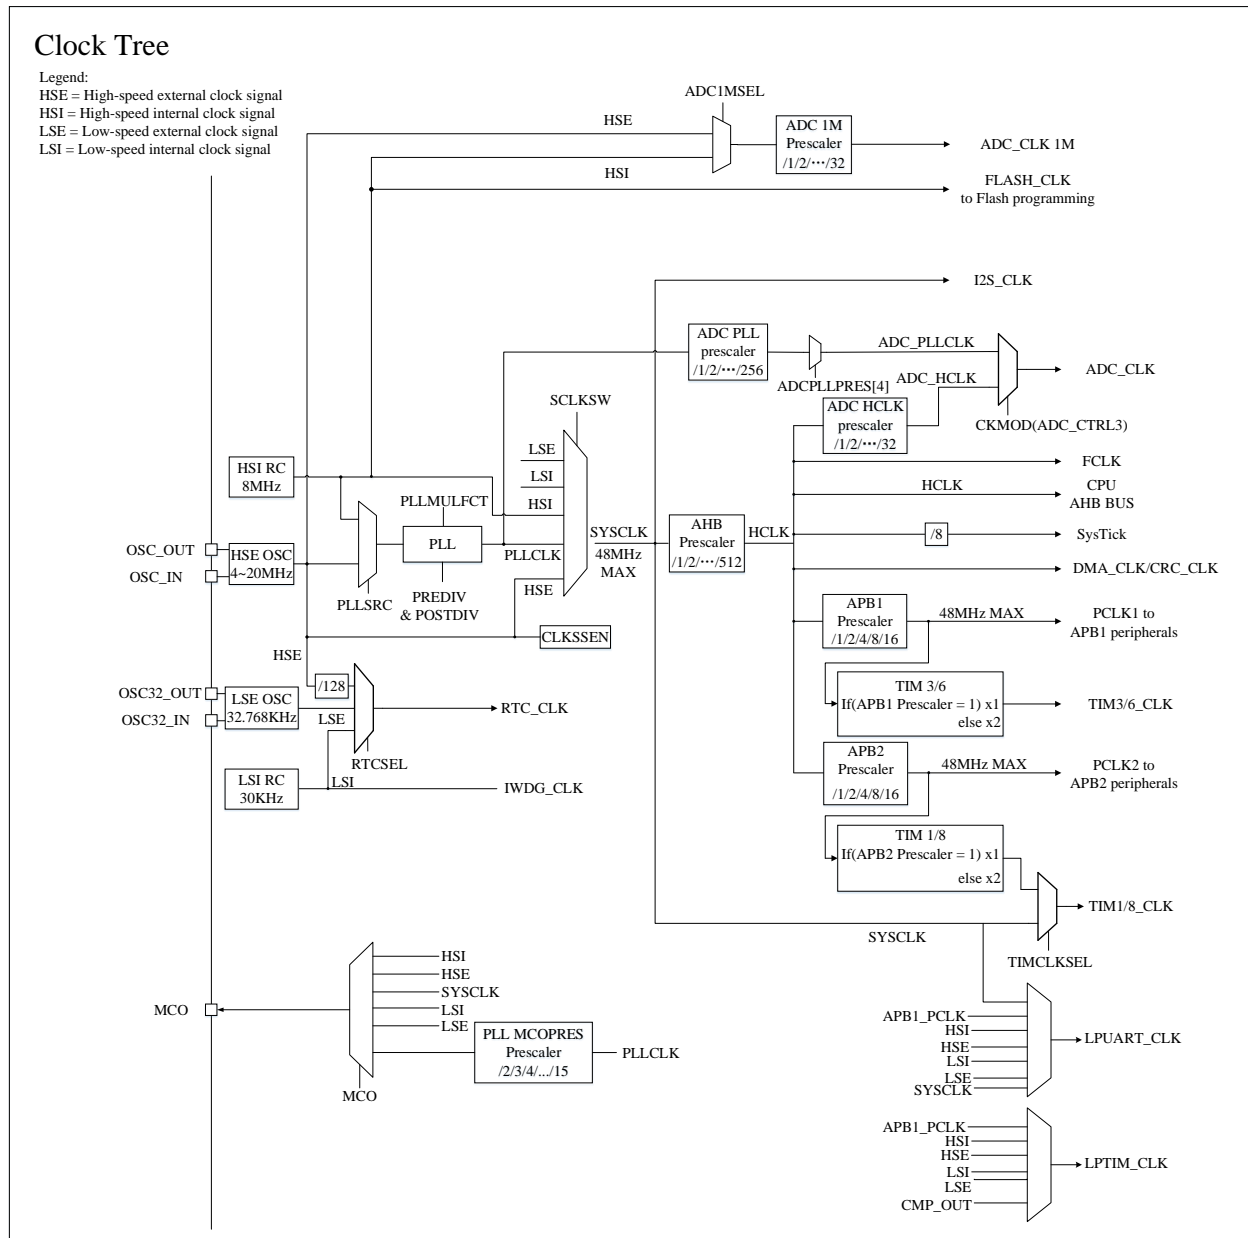 Clock Tree
Legend:
HSE = High-speed external clock signal
HSI = High-speed internal clock signal
LSE = Low-speed external clock signal
LSI = Low-speed internal clock signal
ADC1MSEL
HSE
ADC 1M
Prescaler
/1/2/···/32
ADC_CLK 1M
HSI
FLASH_CLK
to Flash programming
I2S_CLK
ADC PLL
prescaler
/1/2/···/256
ADC_PLLCLK
ADCPLLPRES[4]
ADC_HCLK
ADC_CLK
ADC HCLK
prescaler
/1/2/···/32
CKMOD(ADC_CTRL3)
SCLKSW
LSE
LSI
HSI
PLLCLK
HSE
HSI RC
8MHz
PLLMULFCT
PLL
OSC_OUT
OSC_IN
HSE OSC
4~20MHz
PLLSRC
PREDIV
& POSTDIV
SYSCLK
48MHz
MAX
AHB
Prescaler
/1/2/···/512
HCLK
FCLK
HCLK
CPU
AHB BUS
/8
SysTick
DMA_CLK/CRC_CLK
APB1
Prescaler
/1/2/4/8/16
48MHz MAX
PCLK1 to
APB1 peripherals
CLKSSEN
HSE
/128
OSC32_OUT
OSC32_IN
LSE OSC
32.768KHz
LSE
RTC_CLK
RTCSEL
LSI RC
30KHz
LSI
IWDG_CLK
TIM 3/6
If(APB1 Prescaler = 1) x1
else x2
TIM3/6_CLK
APB2
Prescaler
/1/2/4/8/16
48MHz MAX
PCLK2 to
APB2 peripherals
TIM 1/8
If(APB2 Prescaler = 1) x1
else x2
TIM1/8_CLK
SYSCLK
TIMCLKSEL
MCO
HSI
HSE
SYSCLK
LSI
LSE
PLL MCOPRES
Prescaler
/2/3/4/.../15
PLLCLK
MCO
APB1_PCLK
HSI
HSE
LSI
LSE
SYSCLK
LPUART_CLK
APB1_PCLK
HSI
HSE
LSI
LSE
CMP_OUT
LPTIM_CLK